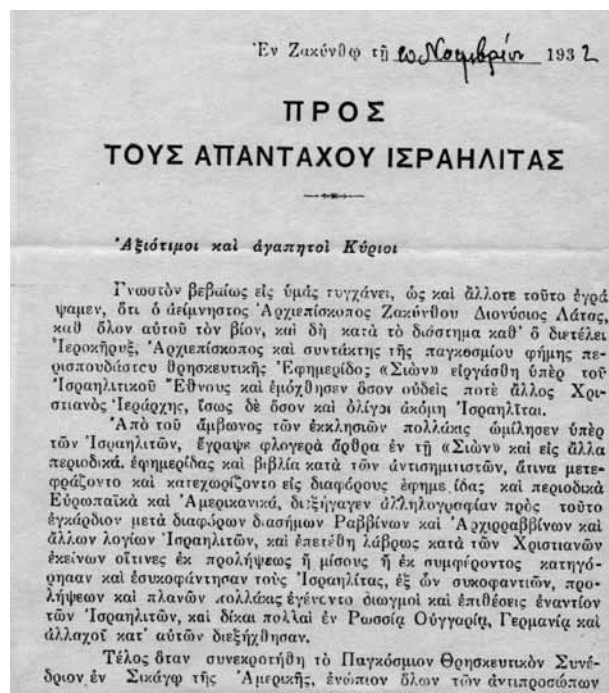 Ἐν Ζακύνθῳ τῇ 20 Νοεμβρίου 1932
ΠΡΟΣ
ΤΟΥΣ ΑΠΑΝΤΑΧΟΥ ΙΣΡΑΗΛΙΤΑΣ
Ἀξιότιμοι καὶ ἀγαπητοὶ Κύριοι
Γνωστὸν βεβαίως εἰς ὑμᾶς τυγχάνει, ὡς καὶ ἄλλοτε τοῦτο ἐγρά
ψαμεν, ὅτι ὁ ἀείμνηστος Ἀρχιεπίσκοπος Ζακύνθου Διονύσιος Λάτας,
καθ ὅλον αὐτοῦ τὸν βίον, καὶ δὴ κατὰ τὸ διάστημα καθ' ὃ διετέλει
Ἱεροκῆρυξ, Ἀρχιεπίσκοπος καὶ συντάκτης τῆς παγκοσμίου φήμης πε-
ρισπουδάστου θρησκευτικῆς Ἐφημερίδος «Σιὼν» εἰργάσθη ὑπὲρ τοῦ
Ἰσραηλιτικοῦ Ἔθνους καὶ ἐμόχθησεν ὅσον οὐδεὶς ποτὲ ἄλλος Χρι-
στιανὸς Ἱεράρχης, ἴσως δὲ ὅσον καὶ ὀλίγοι ἀκόμη Ἰσραηλῖται.
Ἀπὸ τοῦ ἄμβωνος τῶν ἐκκλησιῶν πολλάκις ὡμίλησεν ὑπὲρ
τῶν Ἰσραηλιτῶν, ἔγραψε φλογερὰ ἄρθρα ἐν τῇ «Σιὼν» καὶ εἰς ἄλλα
περιοδικά. ἐφημερίδας καὶ βιβλία κατὰ τῶν ἀντισημιτιστῶν, ἅτινα μετε-
φράζοντο καὶ κατεχωρίζοντο εἰς διαφόρους ἐφημε ίδας καὶ περιοδικὰ
Εὐρωπαϊκὰ καὶ Ἀμερικανικά, διεξήγαγεν ἀλληλογραφίαν πρὸς τοῦτο
ἐγκάρδιον μετὰ διαφόρων διασήμων Ραββίνων καὶ Ἀρχιρραββίνων καὶ
ἄλλων λογίων Ἰσραηλιτῶν, καὶ ἐπετέθη λάβρως κατὰ τῶν Χριστιανῶν
ἐκείνων οἵτινες ἐκ προλήψεως ἢ μίσους ἢ ἐκ συμφέροντος κατηγό-
ρησαν καὶ ἐσυκοφάντησαν τοὺς Ἰσραηλίτας, ἐξ ὧν συκοφαντιῶν, προ-
λήψεων καὶ πλανῶν πολλάκις ἐγένοντο διωγμοὶ καὶ ἐπιθέσεις ἐναντίον
τῶν Ἰσραηλιτῶν, καὶ δίκαι πολλαὶ ἐν Ρωσσίᾳ Οὑγγαρίᾳ, Γερμανίᾳ καὶ
ἀλλαχοῦ κατ' αὐτῶν διεξήχθησαν.
Τέλος ὅταν συνεκροτήθη τὸ Παγκόσμιον Θρησκευτικὸν Συνέ-
δριον ἐν Σικάγῳ τῆς Ἀμερικῆς, ἐνώπιον ὅλων τῶν ἀντιπροσώπων